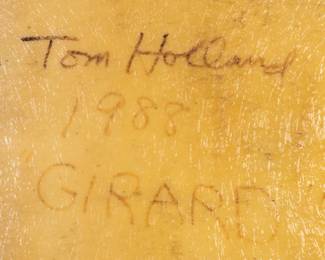 Tom Holland
1988
"GIRARD"